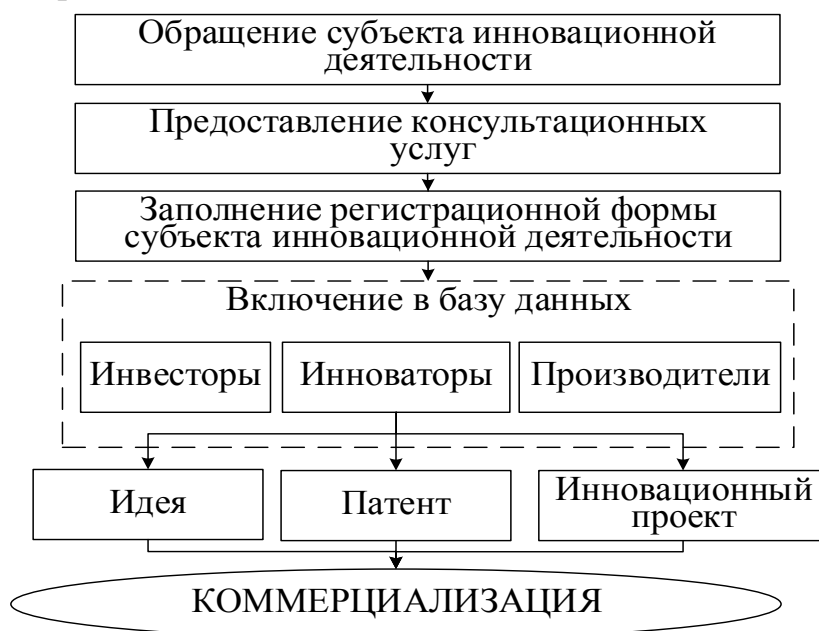 Обращение субъекта инновационной
деятельности
Предоставление консультационных
услуг
Заполнение регистрационной формы
субъекта инновационной деятельности
Включение в базу данных
Инвесторы
Инноваторы
Производители
Идея
Патент
Инновационный
проект
КОММЕРЦИАЛИЗАЦИЯ